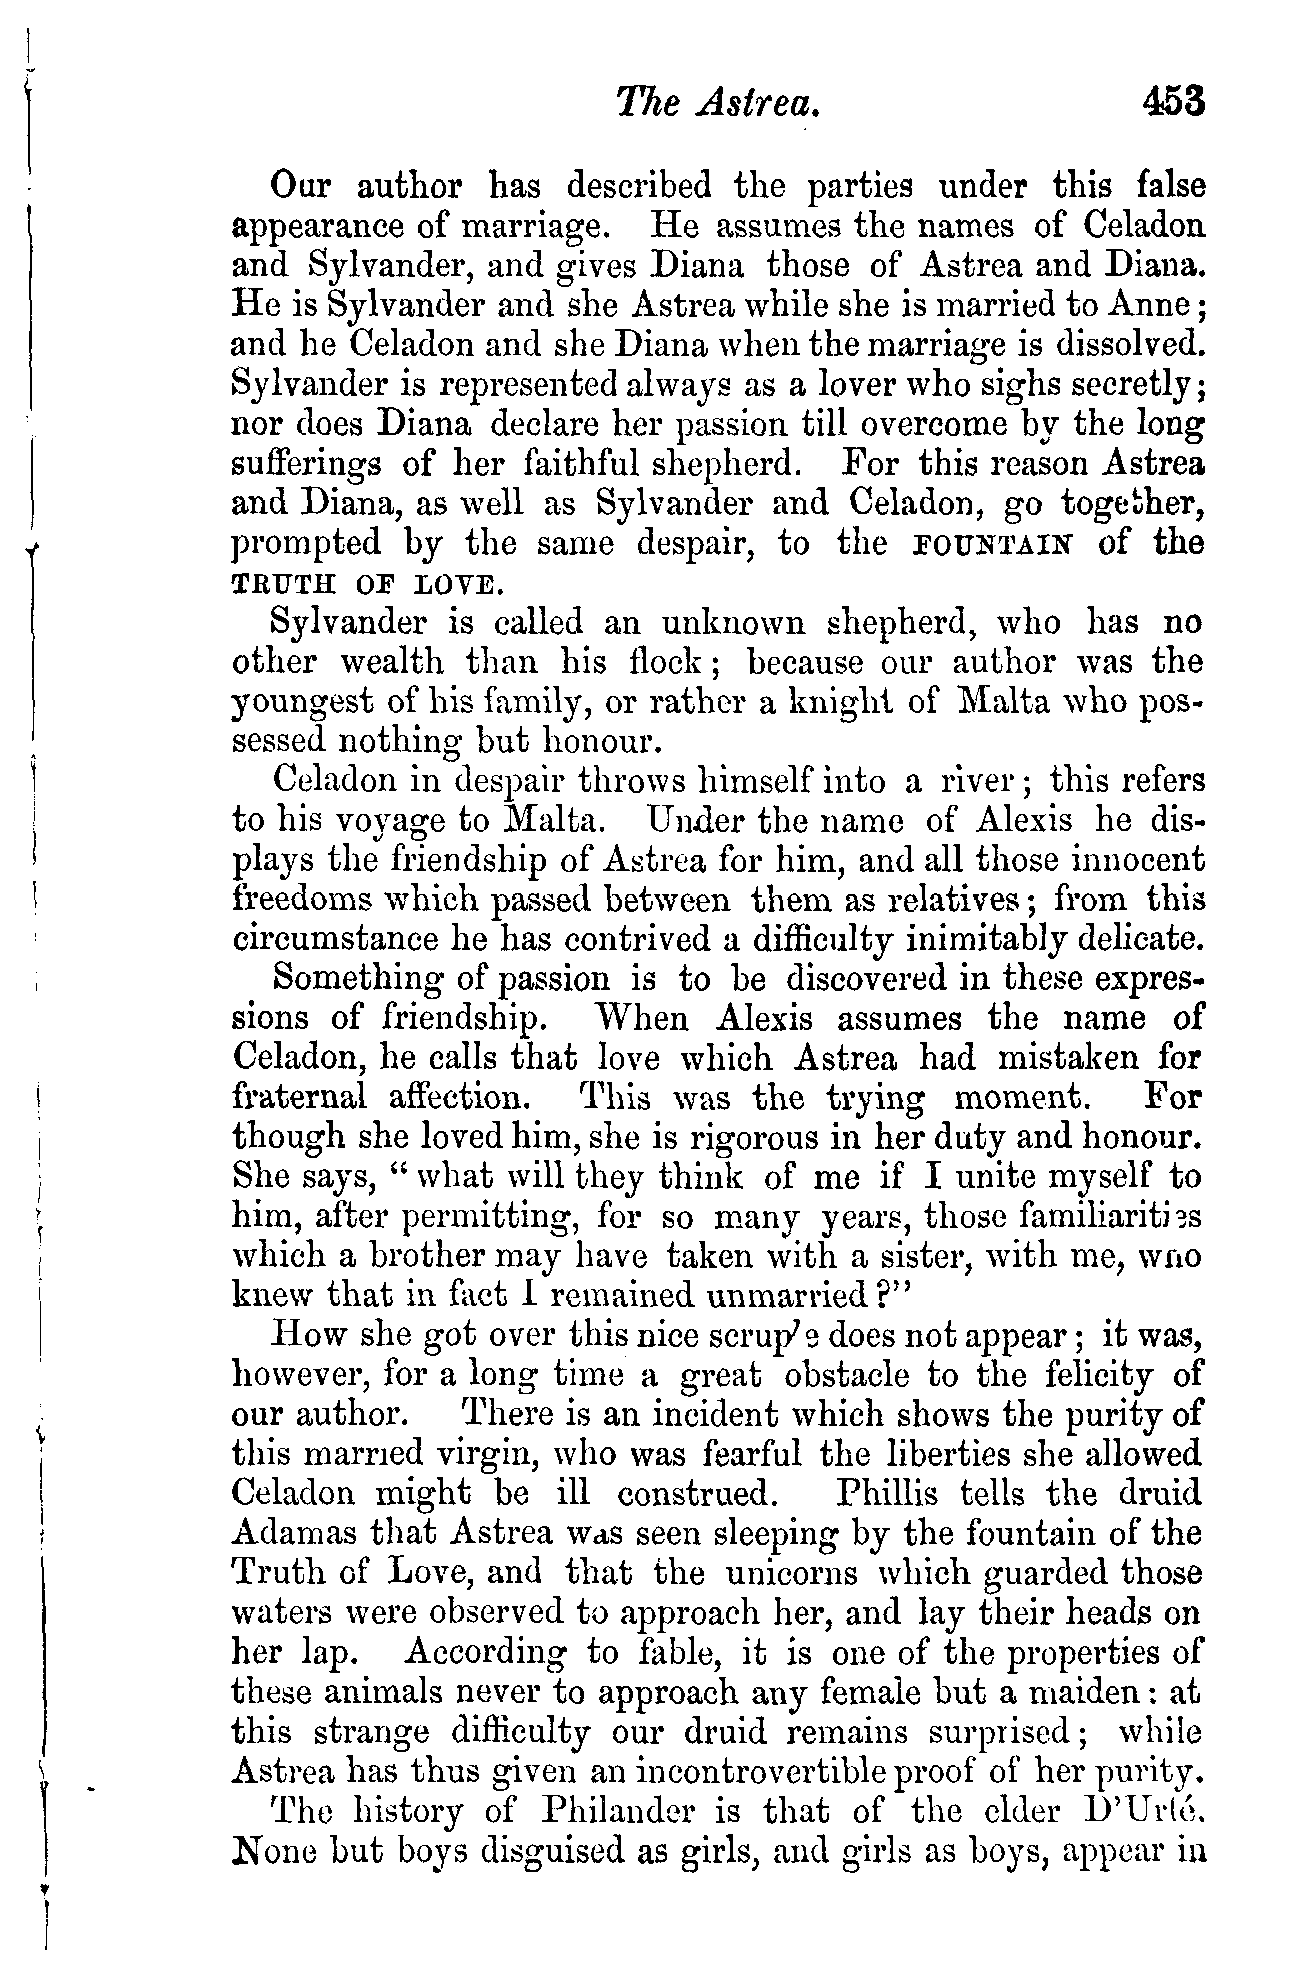 The Astrea. 453
Our author has described the parties under this false
appearance of marriage. He assumes the names of Celadon
and Sylvander, and gives Diana those of Astrea and Diana.
He is Sylvander and she Astrea while she is married to Anne;
and he Celadon and she Diana when the marriage is dissolved.
Sylvander is represented always as a lover who sighs secretly;
nor does Diana declare her passion till overcome by the long
sufferings of her faithful shepherd. For this reason Astrea
and Diana, as well as Sylvander and Celadon, go together,
prompted by the same despair, to the FOUNTAIN of the
TRUTH OF LOVE.
Sylvander is called an unknown shepherd, who has no
other wealth than his flock; because our author was the
youngest of his family, or rather a knight of Malta who pos-
sessed nothing but honour.
Celadon in despair throws himself into a river; this refers
to his voyage to Malta. Under the name of Alexis he dis-
plays the friendship of Astrea for him, and all those innocent
freedoms which passed between them as relatives; from this
circumstance he has contrived a difficulty inimitably delicate.
Something of passion is to be discovered in these expres-
sions of friendship. When Alexis assumes the name of
Celadon, he calls that love which Astrea had mistaken for
fraternal affection. This was the trying moment. For
though she loved him, she is rigorous in her duty and honour.
She says, "what will they think of me if I unite myself to
him, after permitting, for so many years, those familiarities
which a brother may have taken with a sister, with me, who
knew that in fact I remained unmarried?"
How she got over this nice scruple does not appear; it was,
however, for a long time a great obstacle to the felicity of
our author. There is an incident which shows the purity of
this married virgin, who was fearful the liberties she allowed
Celadon might be ill construed. Phillis tells the druid
Adamas that Astrea was seen sleeping by the fountain of the
Truth of Love, and that the unicorns which guarded those
waters were observed to approach her, and lay their heads on
her lap. According to fable, it is one of the properties of
these animals never to approach any female but a maiden: at
this strange difficulty our druid remains surprised; while
Astrea has thus given an incontrovertible proof of her purity.
The history of Philander is that of the elder D'Urfé.
None but boys disguised as girls, and girls as boys, appear in